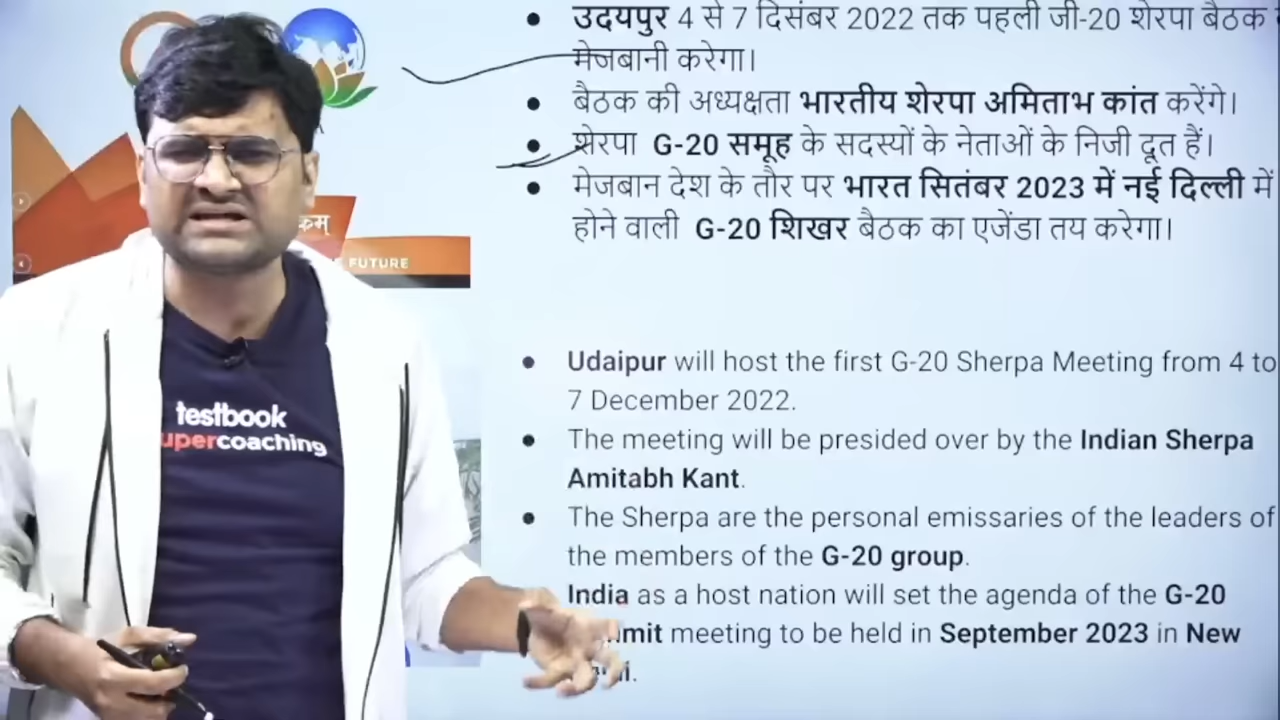 उदयपुर 4 से 7 दिसंबर 2022 तक पहली जी-20 शेरपा बैठक
मेजबानी करेगा।
बैठक की अध्यक्षता भारतीय शेरपा अमिताभ कांत करेंगे।
शेरपा G-20 समूह के सदस्यों के नेताओं के निजी दूत हैं।
मेजबान देश के तौर पर भारत सितंबर 2023 में नई दिल्ली में
होने वाली G-20 शिखर बैठक का एजेंडा तय करेगा।
FUTURE
Udaipur will host the first G-20 Sherpa Meeting from 4 to
7 December 2022.
The meeting will be presided over by the Indian Sherpa
Amitabh Kant.
The Sherpa are the personal emissaries of the leaders of
the members of the G-20 group.
India as a host nation will set the agenda of the G-20
meeting to be held in September 2023 in New
testbook
upercoaching